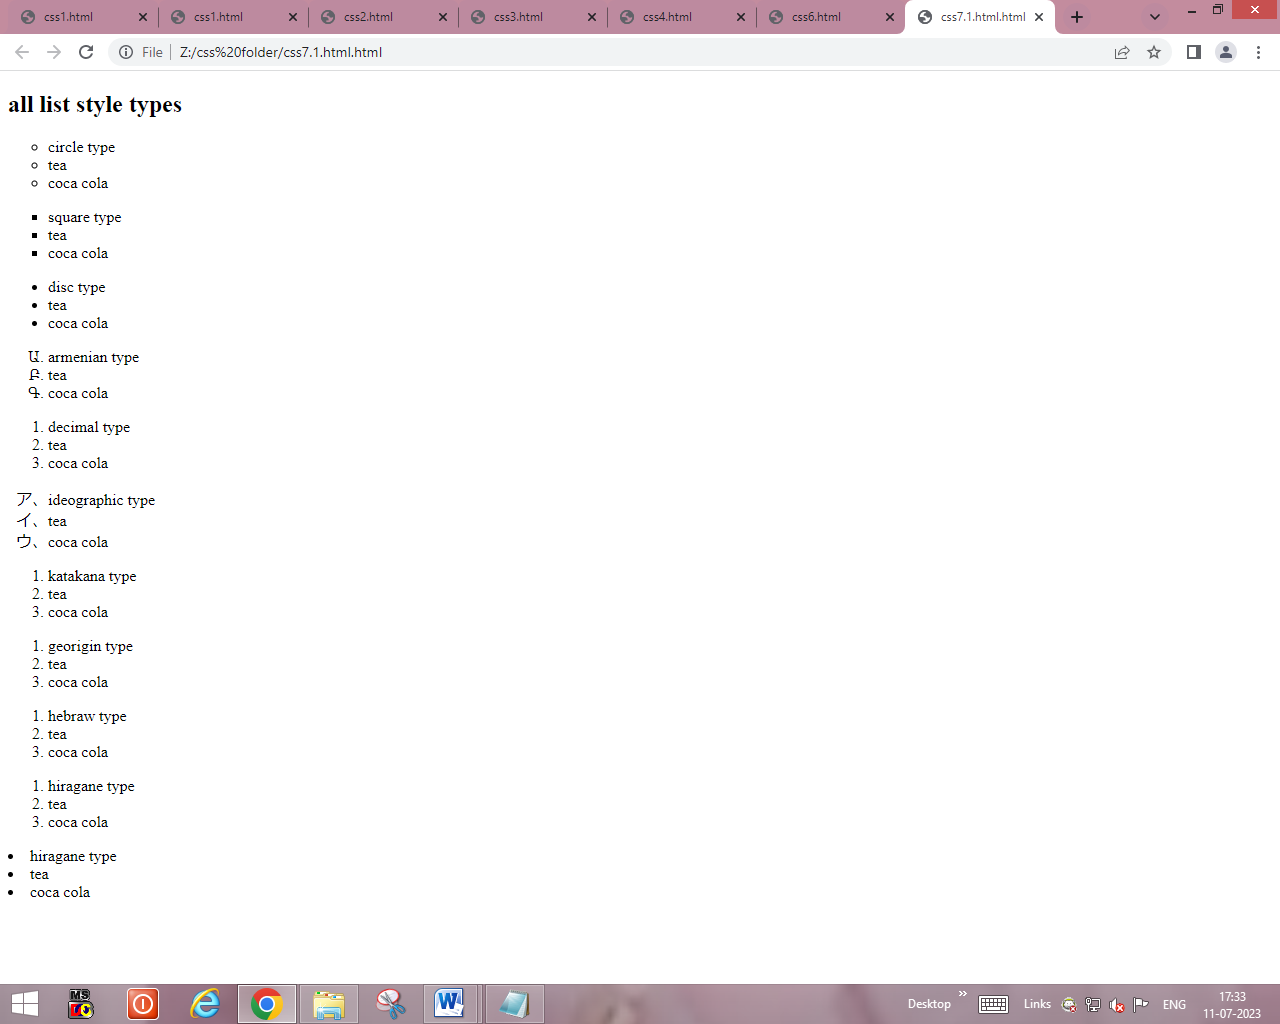 css1.html
css1.html
css2.html
css3.html
css4.html
css6.html
css7.1.html.html
File
Z:/css%20folder/css7.1.html.html
all list style types
circle type
tea
coca cola
square type
tea
coca cola
disc type
tea
coca cola
Ա. armenian type
Բ. tea
Գ. coca cola
1. decimal type
2. tea
3. coca cola
ア、ideographic type
イ、tea
ウ、coca cola
1. katakana type
2. tea
3. coca cola
1. georigin type
2. tea
3. coca cola
1. hebraw type
2. tea
3. coca cola
1. hiragane type
2. tea
3. coca cola
hiragane type
tea
coca cola
MS
Desktop
Links
ENG
17:33
11-07-2023